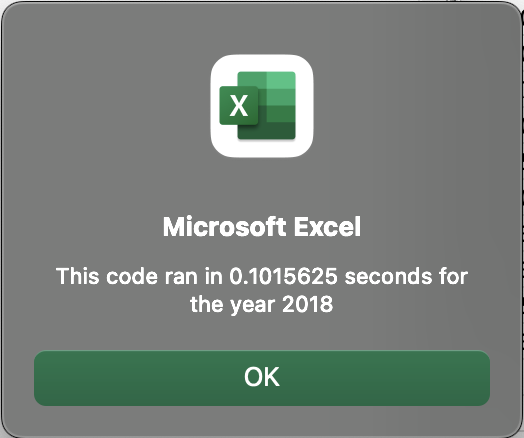 X
Microsoft Excel
This code ran in 0.1015625 seconds for
the year 2018
OK